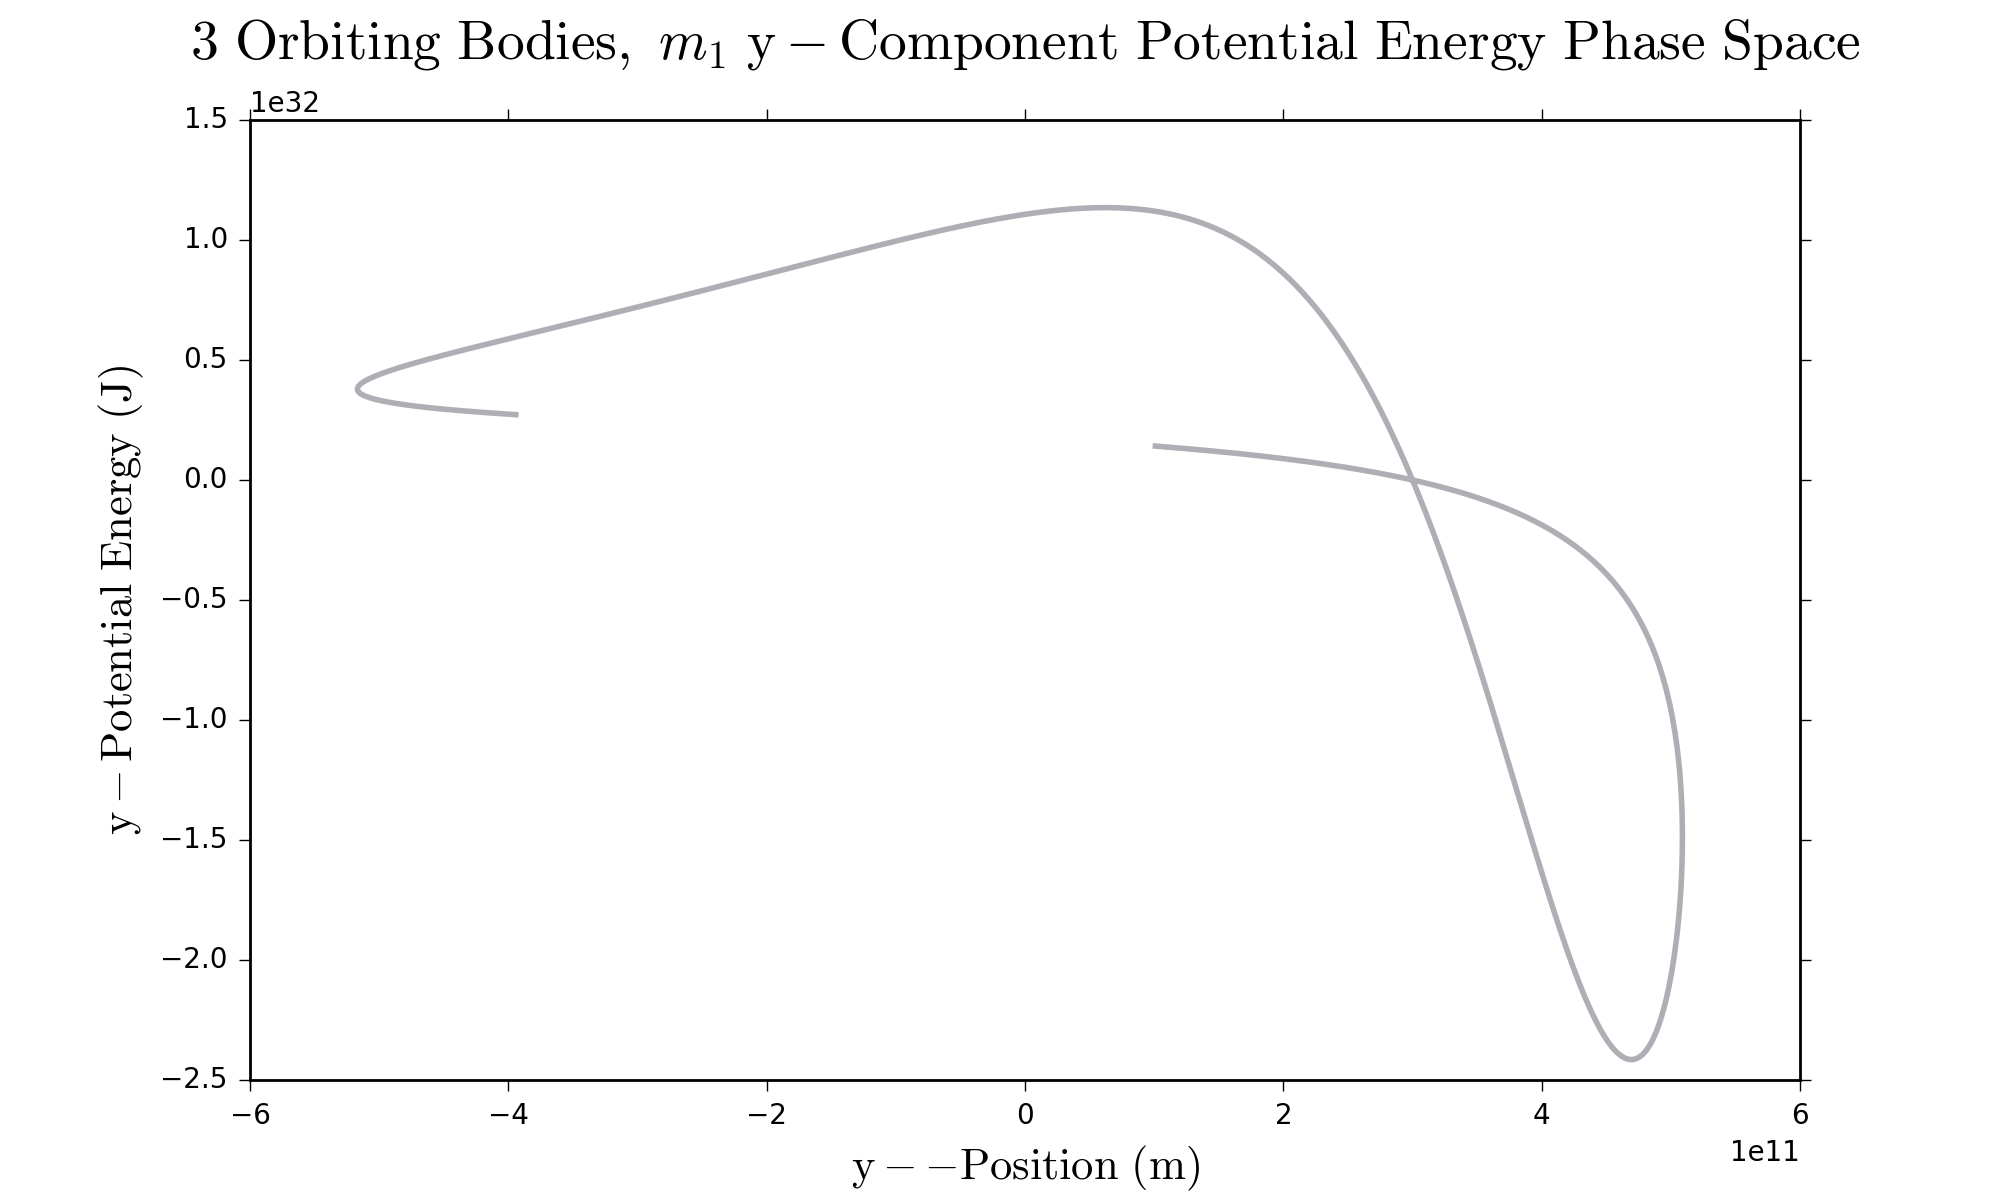 3 Orbiting Bodies, m₁ y − Component Potential Energy Phase Space
1e32
1.5
1.0
0.5
0.0
−0.5
−1.0
−1.5
−2.0
−2.5
y − Potential Energy (J)
−6 −4 −2 0 2 4 6
1e11
y − −Position (m)